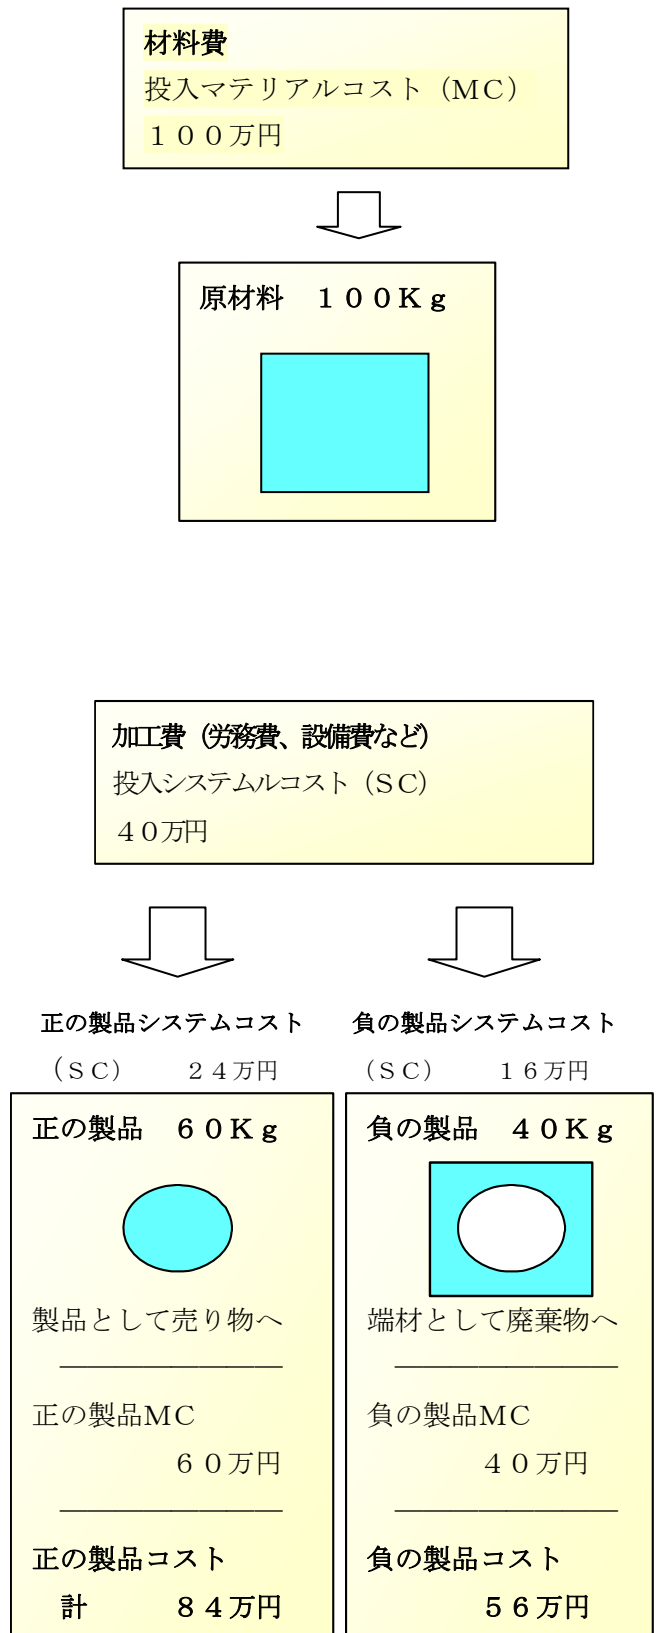 材料費
投入マテリアルコスト（MC）
１００万円
原材料　１００Ｋｇ
加工費（労務費、設備費など）
投入システムルコスト（SC）
４０万円
正の製品システムコスト
（ＳＣ）　２４万円
負の製品システムコスト
（ＳＣ）　１６万円
正の製品　６０Ｋｇ
製品として売り物へ
正の製品MC
６０万円
正の製品コスト
計　８４万円
負の製品　４０Ｋｇ
端材として廃棄物へ
負の製品MC
４０万円
負の製品コスト
５６万円